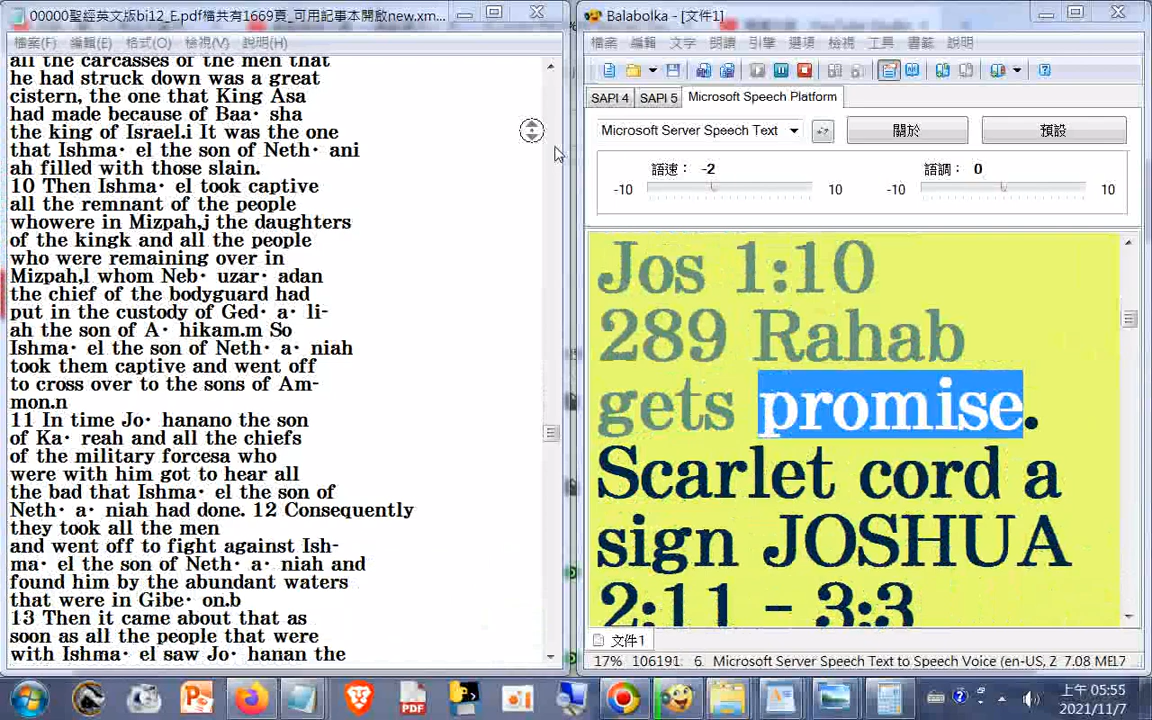 00000聖經英文版bi12_E.pdf檔共有1669頁_可用記事本開啟new.xm...
檔案(F) 編輯(E) 格式(O) 檢視(V) 說明(H)
all the carcasses of the men that
he had struck down was a great
cistern, the one that King Asa
had made because of Baa· sha
the king of Israel.i It was the one
that Ishma· el the son of Neth· ani
ah filled with those slain.
10 Then Ishma· el took captive
all the remnant of the people
whowere in Mizpah,j the daughters
of the kingk and all the people
who were remaining over in
Mizpah,l whom Neb· uzar· adan
the chief of the bodyguard had
put in the custody of Ged· a· li-
ah the son of A· hikam.m So
Ishma· el the son of Neth· a· niah
took them captive and went off
to cross over to the sons of Am-
mon.n
11 In time Jo· hanano the son
of Ka· reah and all the chiefs
of the military forcesa who
were with him got to hear all
the bad that Ishma· el the son of
Neth· a· niah had done. 12 Consequently
they took all the men
and went off to fight against Ish-
ma· el the son of Neth· a· niah and
found him by the abundant waters
that were in Gibe· on.b
13 Then it came about that as
soon as all the people that were
with Ishma· el saw Jo· hanan the
Balabolka - [文件1]
檔案 編輯 文字 朗讀 引擎 選項 檢視 工具 書籤 說明
SAPI 4 SAPI 5 Microsoft Speech Platform
Microsoft Server Speech Text 關於 預設
語速: -2 語調: 0
-10 10 -10 10
Jos 1:10
289 Rahab
gets promise.
Scarlet cord a
sign JOSHUA
2:11 - 3:3
文件1
17% 106191: 6. Microsoft Server Speech Text to Speech Voice (en-US, 2 7.08 ME17
PDF
上午 05:55
2021/11/7